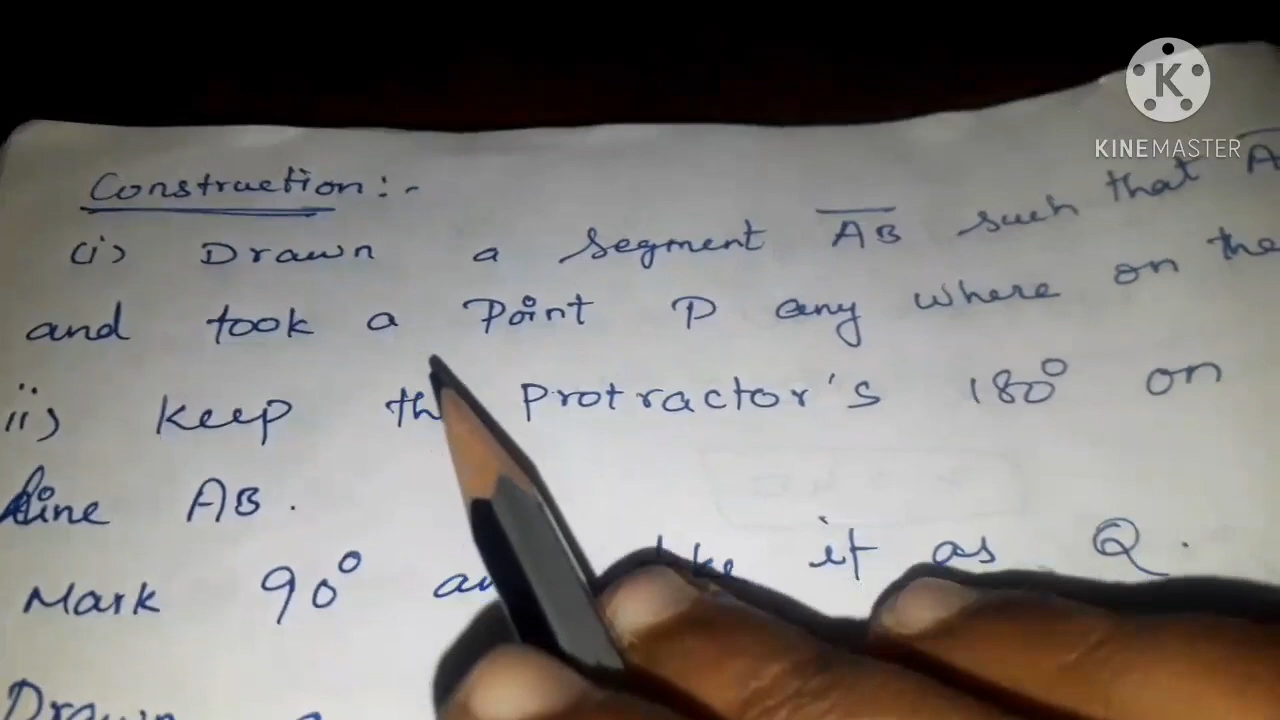 KINEMASTER
Construction:-
(i) Drawn a segment AB such that A
and took a Point P any where on the
ii) Keep the Protractor's 180° on
line AB.
Mark 90° it as Q.
Drawn a